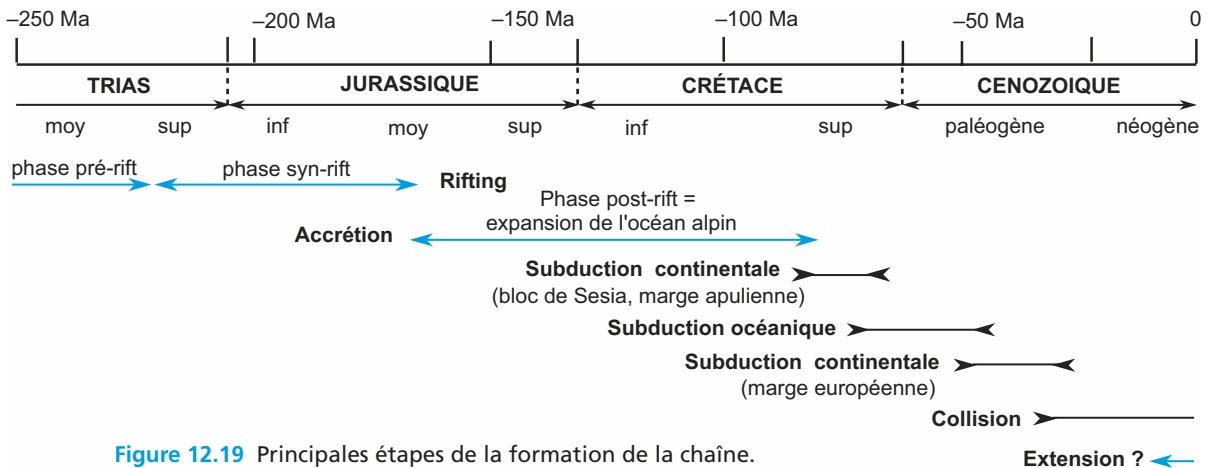 –250 Ma –200 Ma –150 Ma –100 Ma –50 Ma 0
TRIAS JURASSIQUE CRÉTACE CENOZOIQUE
moy sup inf moy sup inf sup paléogène néogène
phase pré-rift phase syn-rift Rifting
Phase post-rift =
expansion de l'océan alpin
Accrétion
Subduction continentale
(bloc de Sesia, marge apulienne)
Subduction océanique
Subduction continentale
(marge européenne)
Collision
Figure 12.19 Principales étapes de la formation de la chaîne.
Extension ?